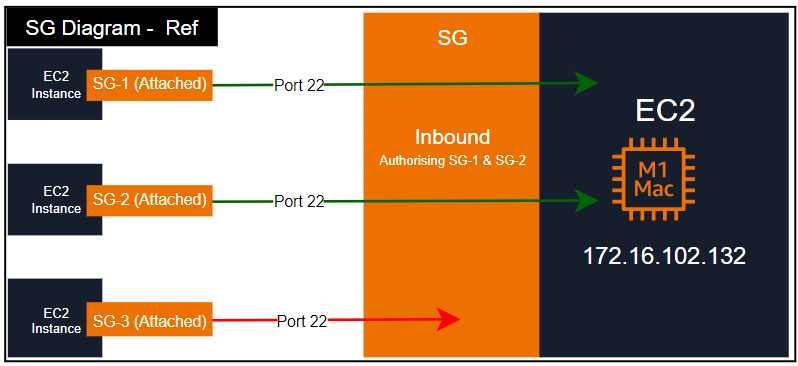 SG Diagram - Ref
EC2
Instance
SG-1 (Attached)
Port 22
EC2
Instance
SG-2 (Attached)
Port 22
EC2
Instance
SG-3 (Attached)
Port 22
SG
Inbound
Authorising SG-1 & SG-2
EC2
M1
Mac
172.16.102.132